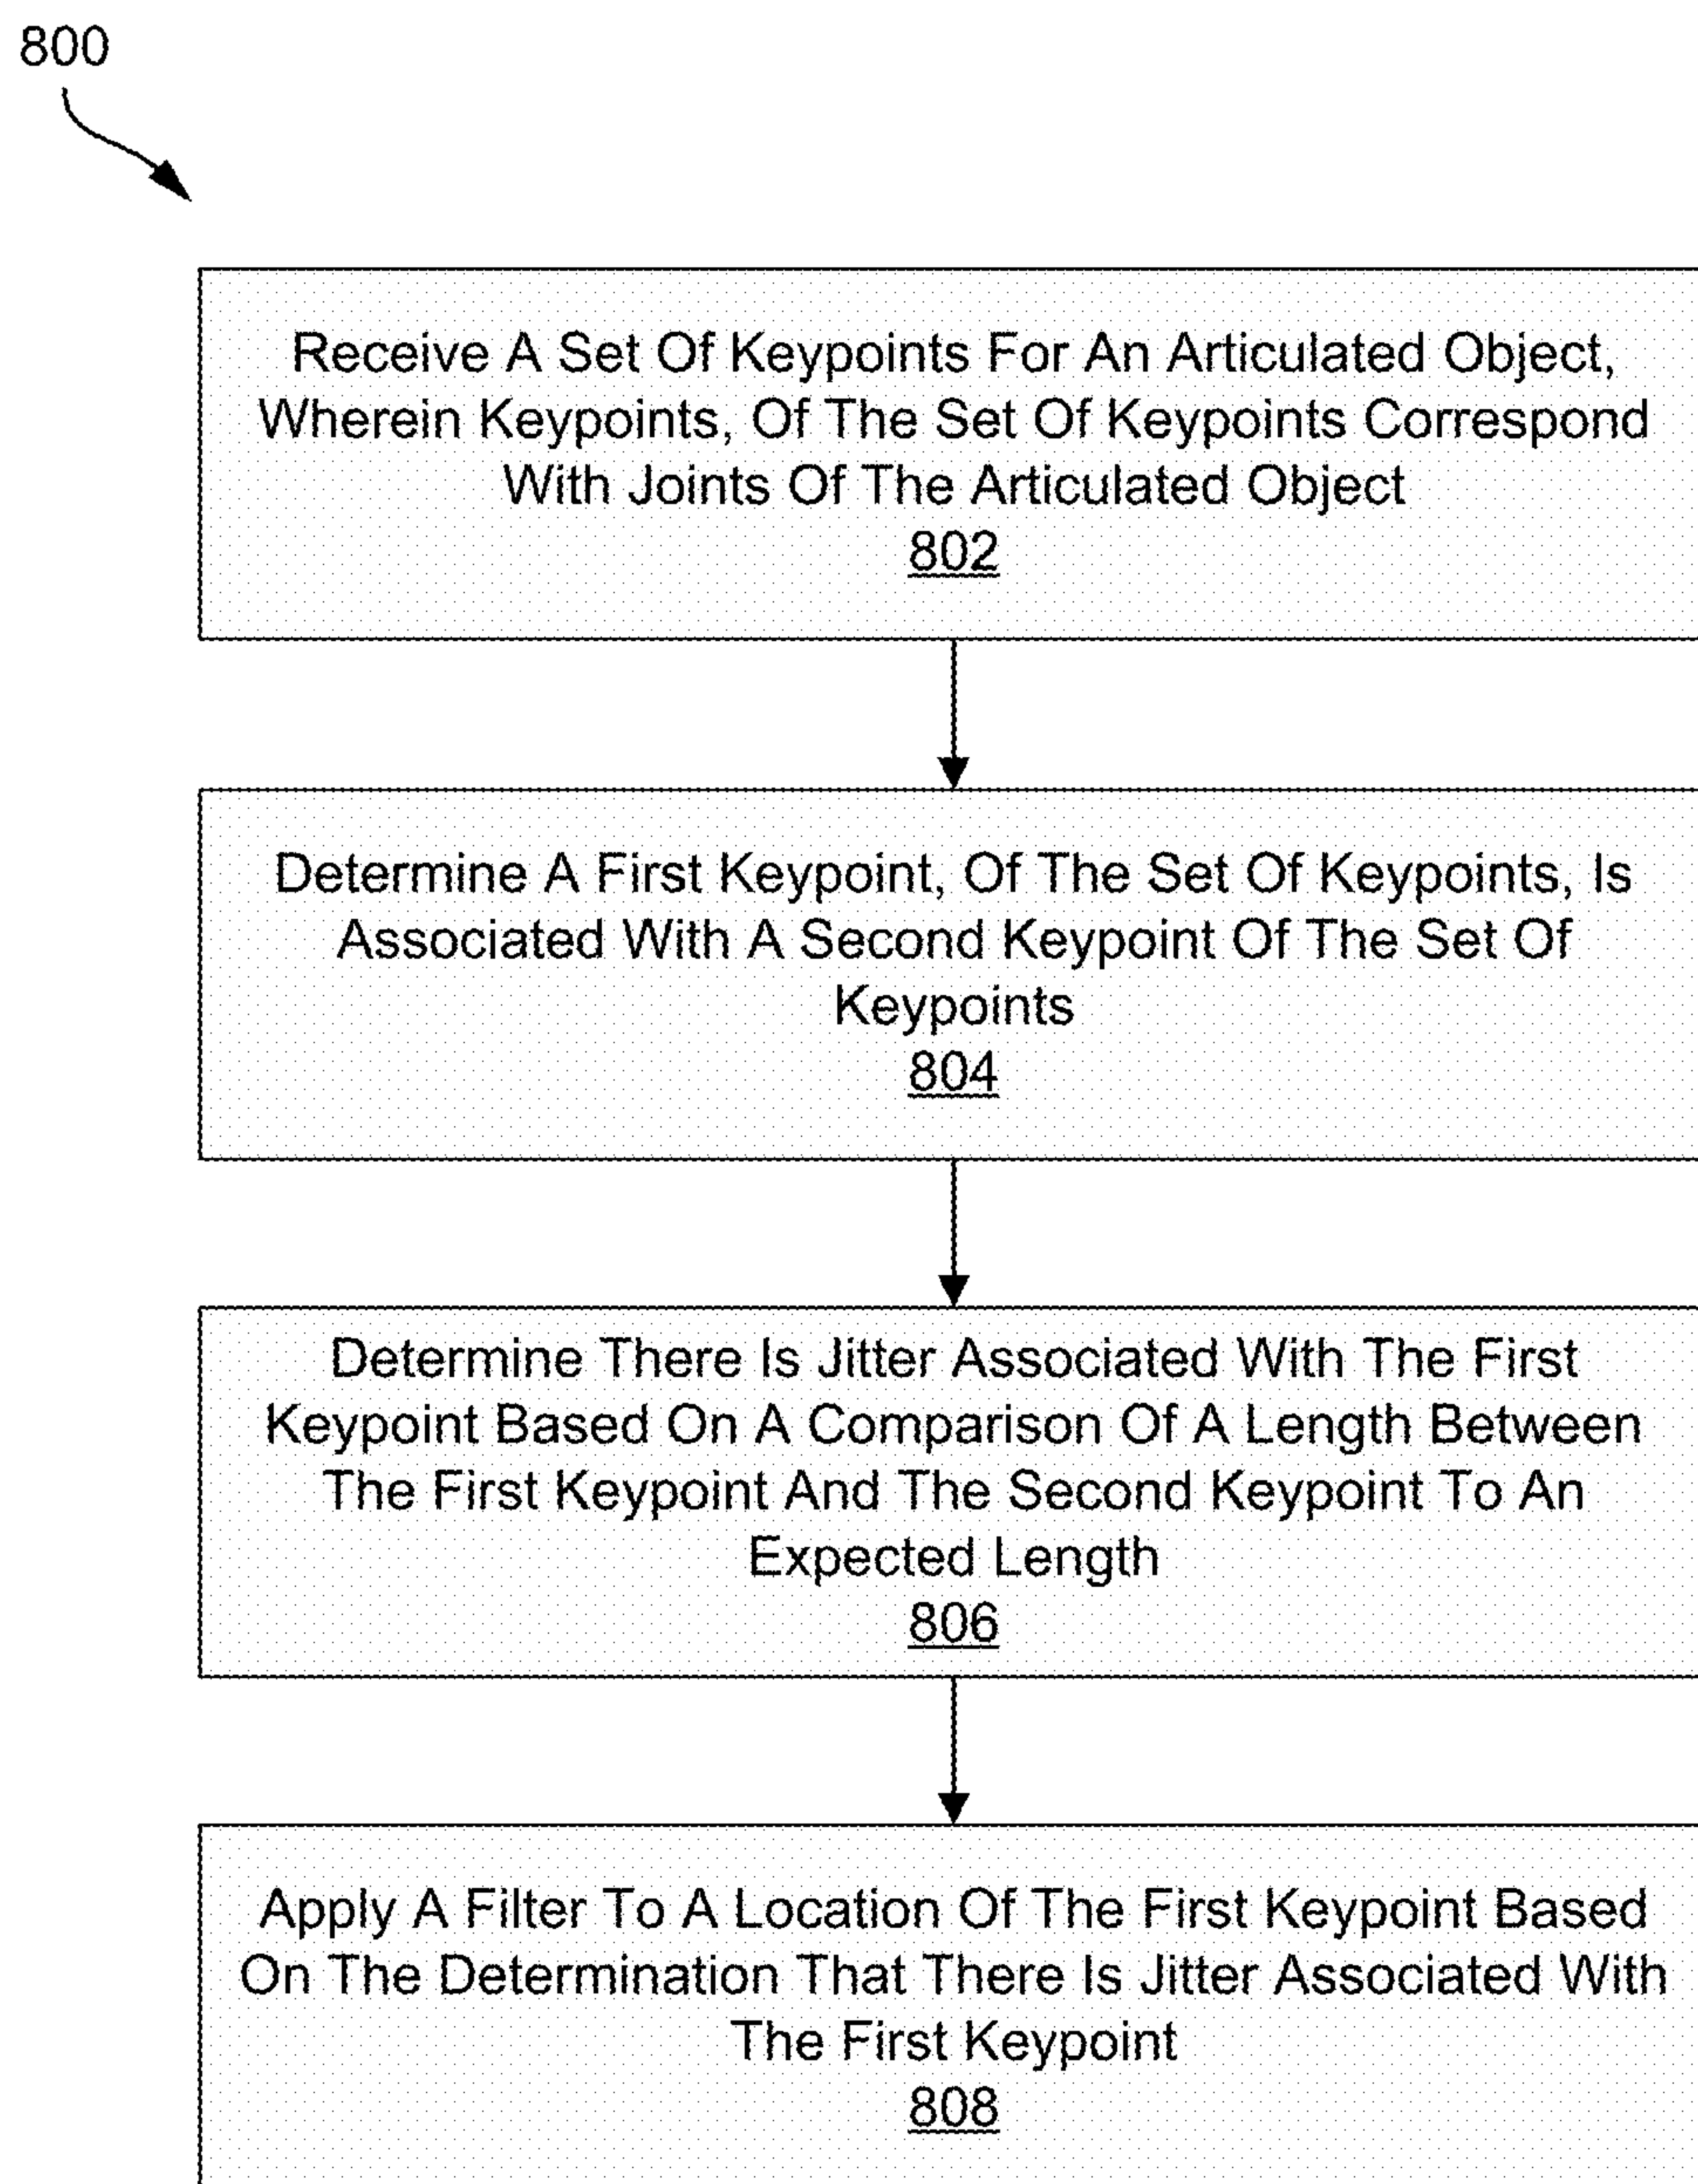 800
Receive A Set Of Keypoints For An Articulated Object,
Wherein Keypoints, Of The Set Of Keypoints Correspond
With Joints Of The Articulated Object
802
Determine A First Keypoint, Of The Set Of Keypoints, Is
Associated With A Second Keypoint Of The Set Of
Keypoints
804
Determine There Is Jitter Associated With The First
Keypoint Based On A Comparison Of A Length Between
The First Keypoint And The Second Keypoint To An
Expected Length
806
Apply A Filter To A Location Of The First Keypoint Based
On The Determination That There Is Jitter Associated With
The First Keypoint
808